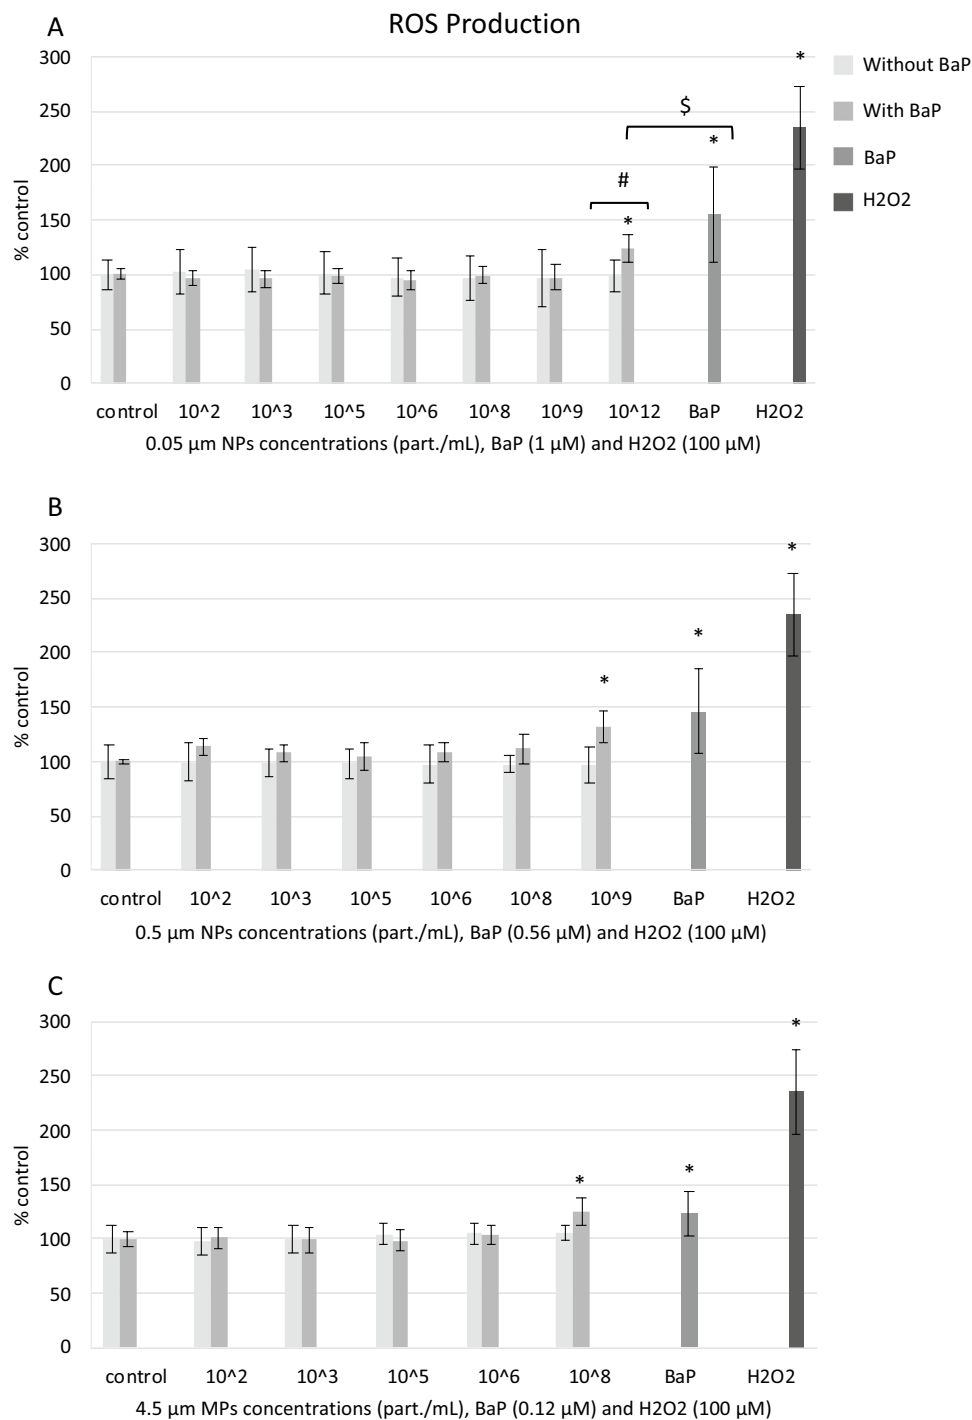 ROS Production
A
300
250
200
150
100
50
0
% control
*
$
*
#
*
Without BaP
With BaP
BaP
H2O2
control 10^2 10^3 10^5 10^6 10^8 10^9 10^12 BaP H2O2
0.05 µm NPs concentrations (part./mL), BaP (1 µM) and H2O2 (100 µM)
B
300
250
200
150
100
50
0
% control
*
*
*
control 10^2 10^3 10^5 10^6 10^8 10^9 BaP H2O2
0.5 µm NPs concentrations (part./mL), BaP (0.56 µM) and H2O2 (100 µM)
C
300
250
200
150
100
50
0
% control
*
*
*
control 10^2 10^3 10^5 10^6 10^8 BaP H2O2
4.5 µm MPs concentrations (part./mL), BaP (0.12 µM) and H2O2 (100 µM)